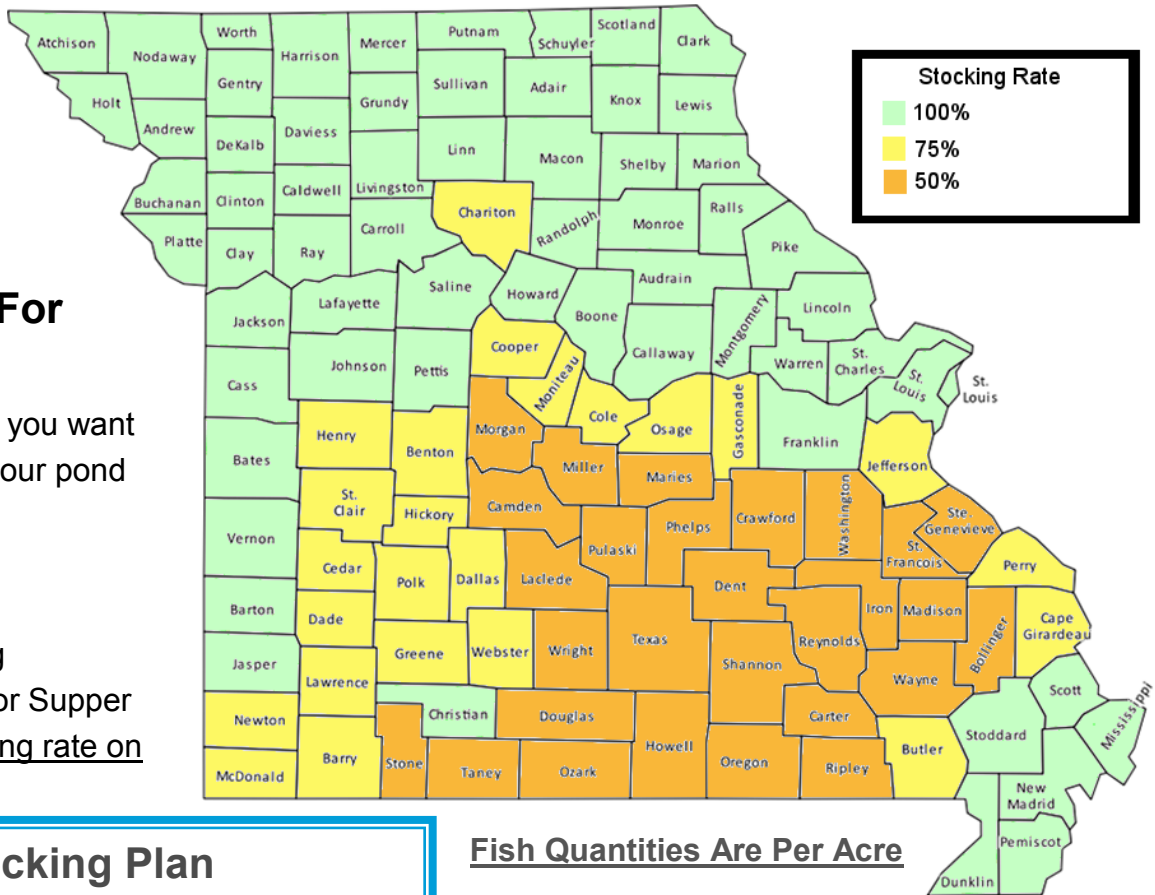 Stocking Rate
100%
75%
50%
Atchison
Nodaway
Worth
Harrison
Mercer
Putnam
Schuyler
Scotland
Clark
Holt
Andrew
Gentry
DeKalb
Daviess
Grundy
Sullivan
Adair
Knox
Lewis
Linn
Macon
Shelby
Marion
Buchanan
Clinton
Caldwell
Livingston
Chariton
Randolph
Monroe
Ralls
Platte
Clay
Ray
Carroll
Pike
Audrain
Saline
Howard
Boone
Callaway
Montgomery
Lincoln
Jackson
Lafayette
Cooper
Moniteau
Warren
St.
Charles
St.
Louis
St.
Louis
Cass
Johnson
Pettis
Morgan
Cole
Osage
Gasconade
Franklin
Jefferson
Bates
Henry
Benton
Miller
Maries
Washington
Ste.
Genevieve
St.
Clair
Hickory
Camden
Pulaski
Phelps
Crawford
St.
Francois
Perry
Vernon
Cedar
Polk
Dallas
Laclede
Dent
Iron
Madison
Bollinger
Cape
Girardeau
Barton
Dade
Greene
Webster
Wright
Texas
Shannon
Reynolds
Wayne
Jasper
Lawrence
Christian
Douglas
Howell
Carter
Butler
Stoddard
Scott
Mississippi
Newton
McDonald
Barry
Stone
Taney
Ozark
Oregon
Ripley
New
Madrid
Pemiscot
Dunklin
For
you want
our pond
g
or Supper
ng rate on
cking Plan
Fish Quantities Are Per Acre